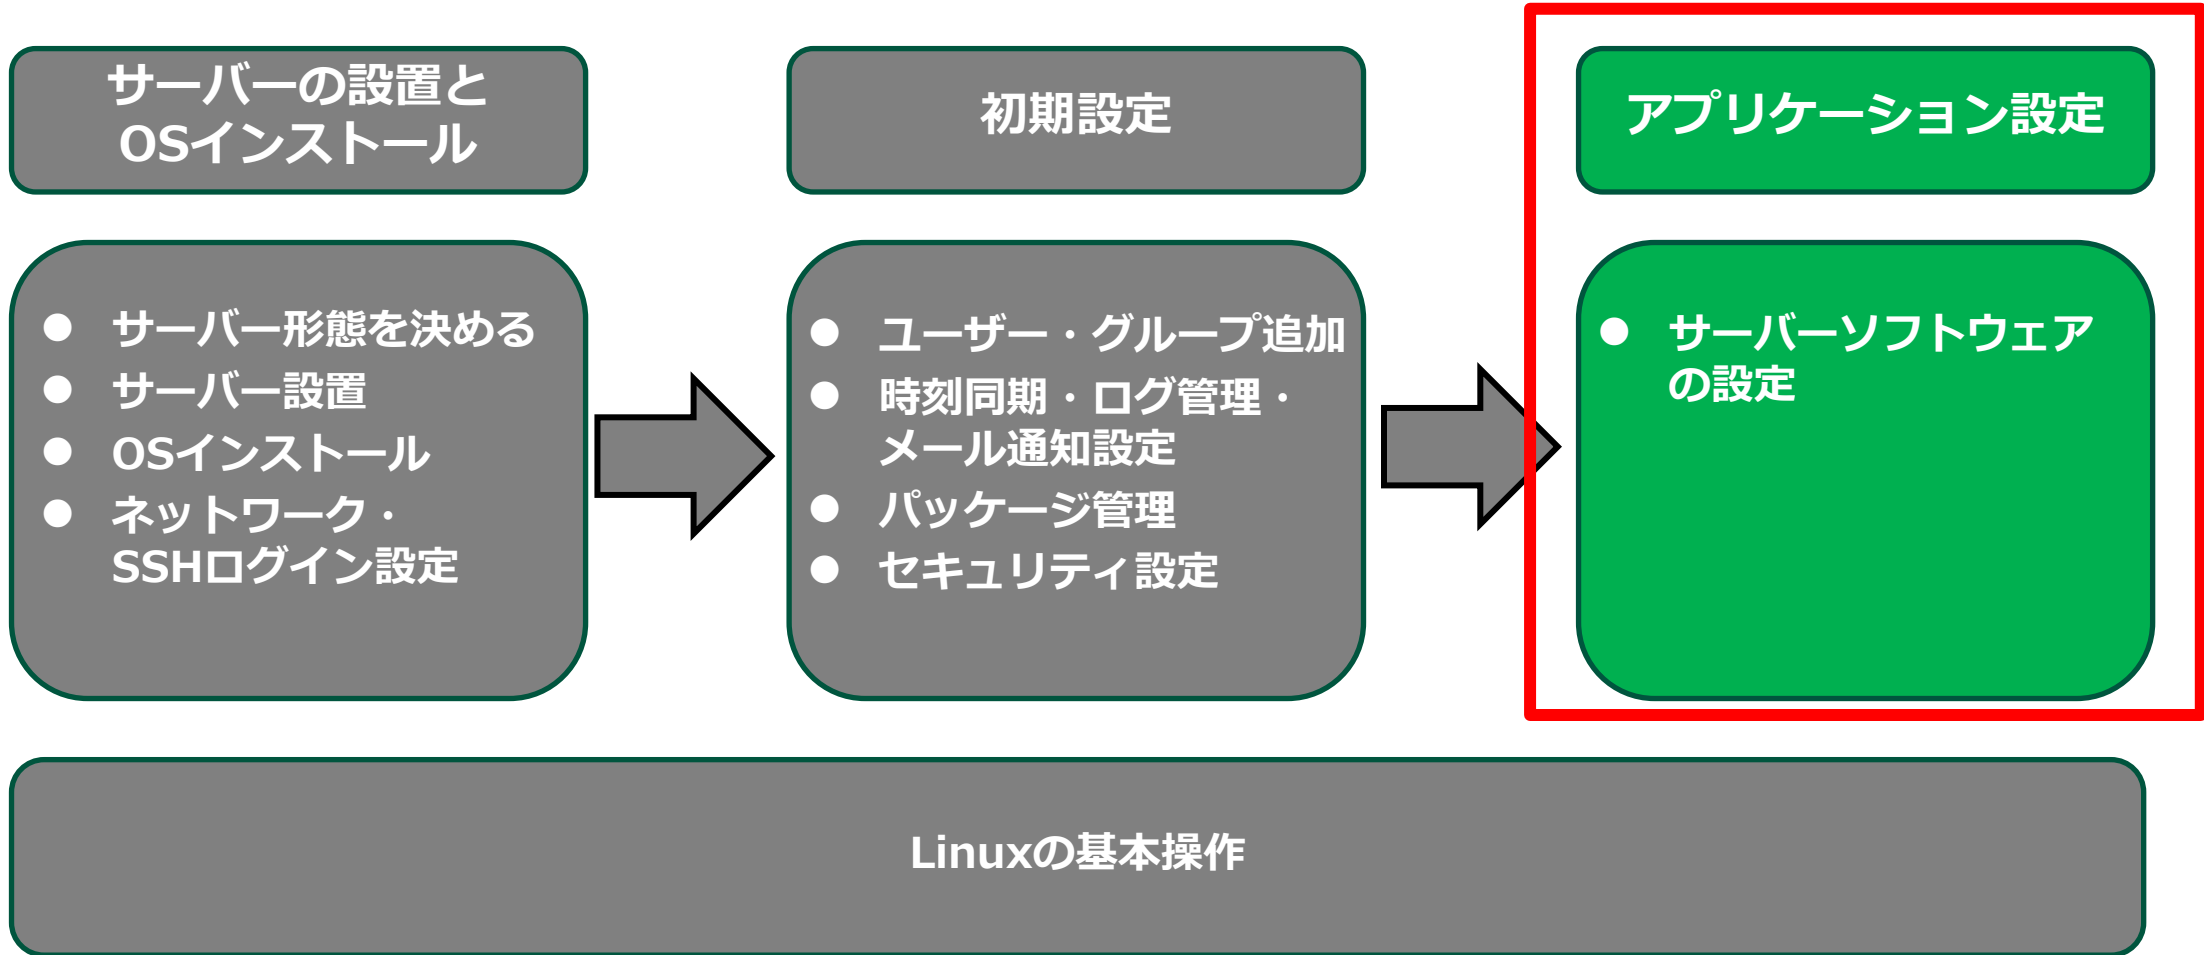 サーバーの設置と
OSインストール
初期設定
アプリケーション設定
● サーバー形態を決める
● サーバー設置
● OSインストール
● ネットワーク・
SSHログイン設定
● ユーザー・グループ追加
● 時刻同期・ログ管理・
メール通知設定
● パッケージ管理
● セキュリティ設定
● サーバーソフトウェア
の設定
Linuxの基本操作